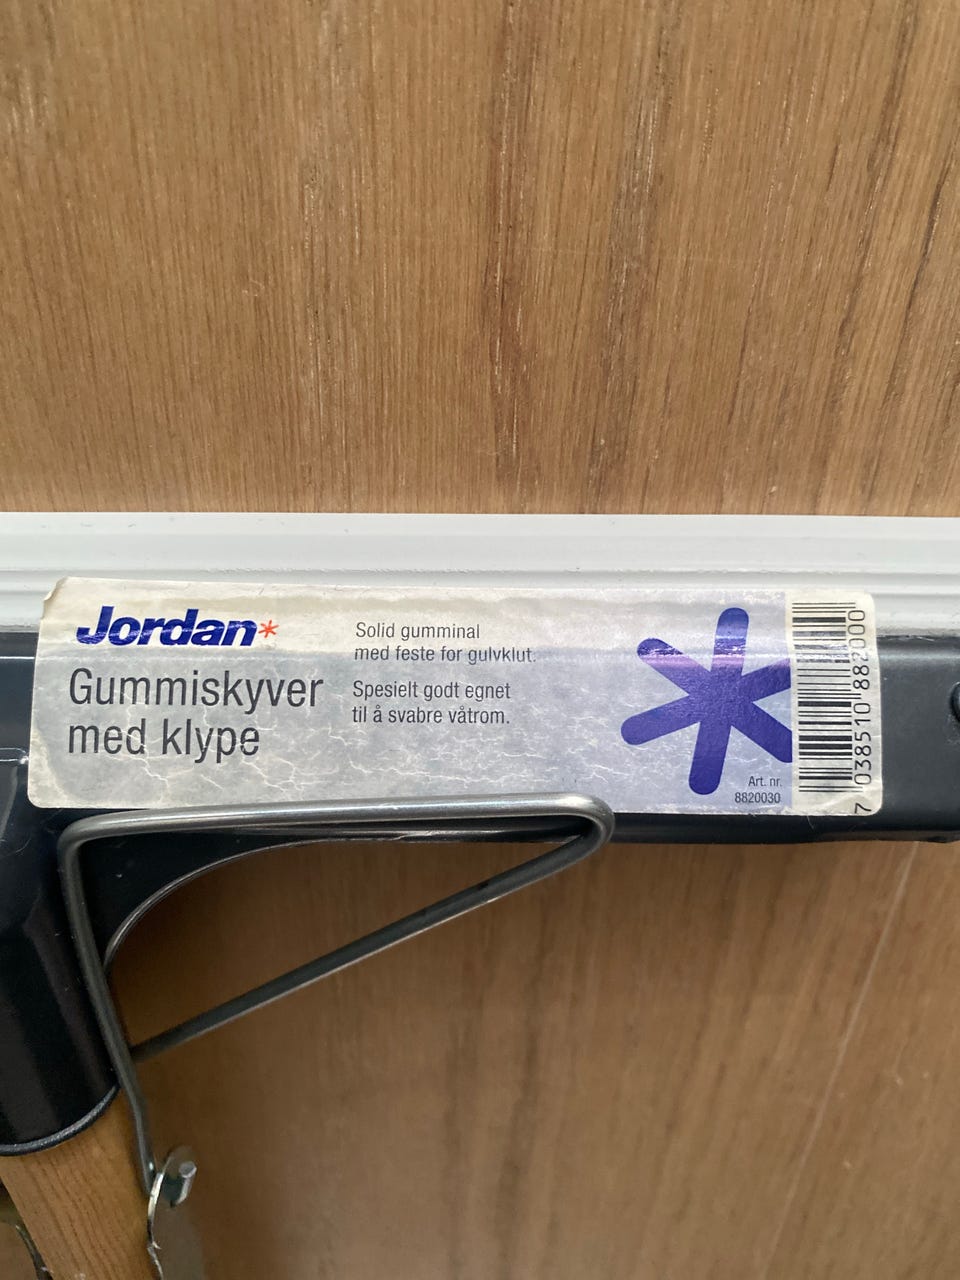 Jordan*
Gummiskyver
med klype
Solid gumminal
med feste for gulvklut.
Spesielt godt egnet
til å svabre våtrom.
Art. nr.
8820030
7 038510 882000